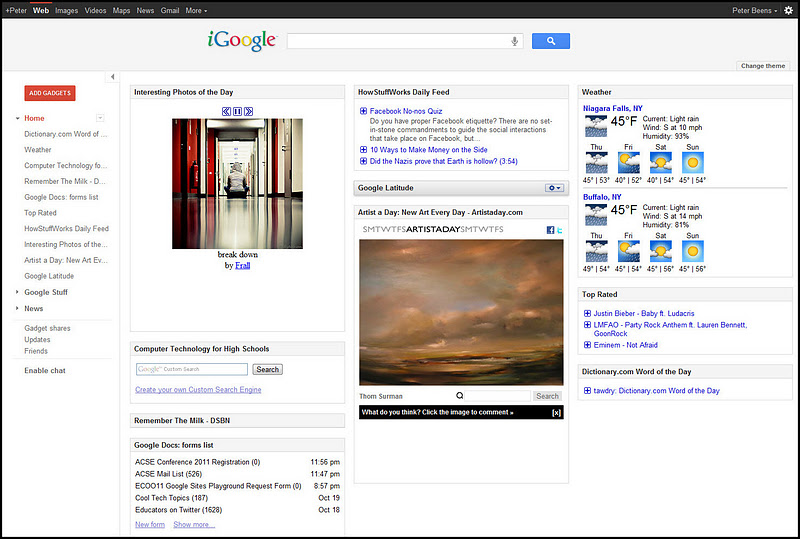 +Peter Web Images Videos Maps News Gmail More
Peter Beens
iGoogle
Change theme
ADD GADGETS
Home
Dictionary.com Word of ...
Weather
Computer Technology fo...
Remember The Milk - D...
Google Docs: forms list
Top Rated
HowStuffWorks Daily Feed
Interesting Photos of the...
Artist a Day: New Art Ev...
Google Latitude
Google Stuff
News
Gadget shares
Updates
Friends
Enable chat
Interesting Photos of the Day
break down
by Frall
Computer Technology for High Schools
Google™ Custom Search
Search
Create your own Custom Search Engine
Remember The Milk - DSBN
Google Docs: forms list
ACSE Conference 2011 Registration (0) 11:56 pm
ACSE Mail List (526) 11:47 pm
ECOO11 Google Sites Playground Request Form (0) 8:57 pm
Cool Tech Topics (187) Oct 19
Educators on Twitter (1628) Oct 18
New form Show more...
HowStuffWorks Daily Feed
Facebook No-nos Quiz
Do you have proper Facebook etiquette? There are no set-
in-stone commandments to guide the social interactions
that take place on Facebook, but...
10 Ways to Make Money on the Side
Did the Nazis prove that Earth is hollow? (3:54)
Google Latitude
Artist a Day: New Art Every Day - Artistaday.com
SMTWTFSARTISTADAYSMTWTFS
Thom Surman
Search
What do you think? Click the image to comment »
[x]
Weather
Niagara Falls, NY
45°F
Current: Light rain
Wind: S at 10 mph
Humidity: 93%
Thu Fri Sat Sun
45° | 53° 40° | 52° 40° | 54° 45° | 54°
Buffalo, NY
45°F
Current: Light rain
Wind: S at 14 mph
Humidity: 81%
Thu Fri Sat Sun
49° | 54° 45° | 54° 45° | 56° 45° | 56°
Top Rated
Justin Bieber - Baby ft. Ludacris
LMFAO - Party Rock Anthem ft. Lauren Bennett,
GoonRock
Eminem - Not Afraid
Dictionary.com Word of the Day
tawdry: Dictionary.com Word of the Day